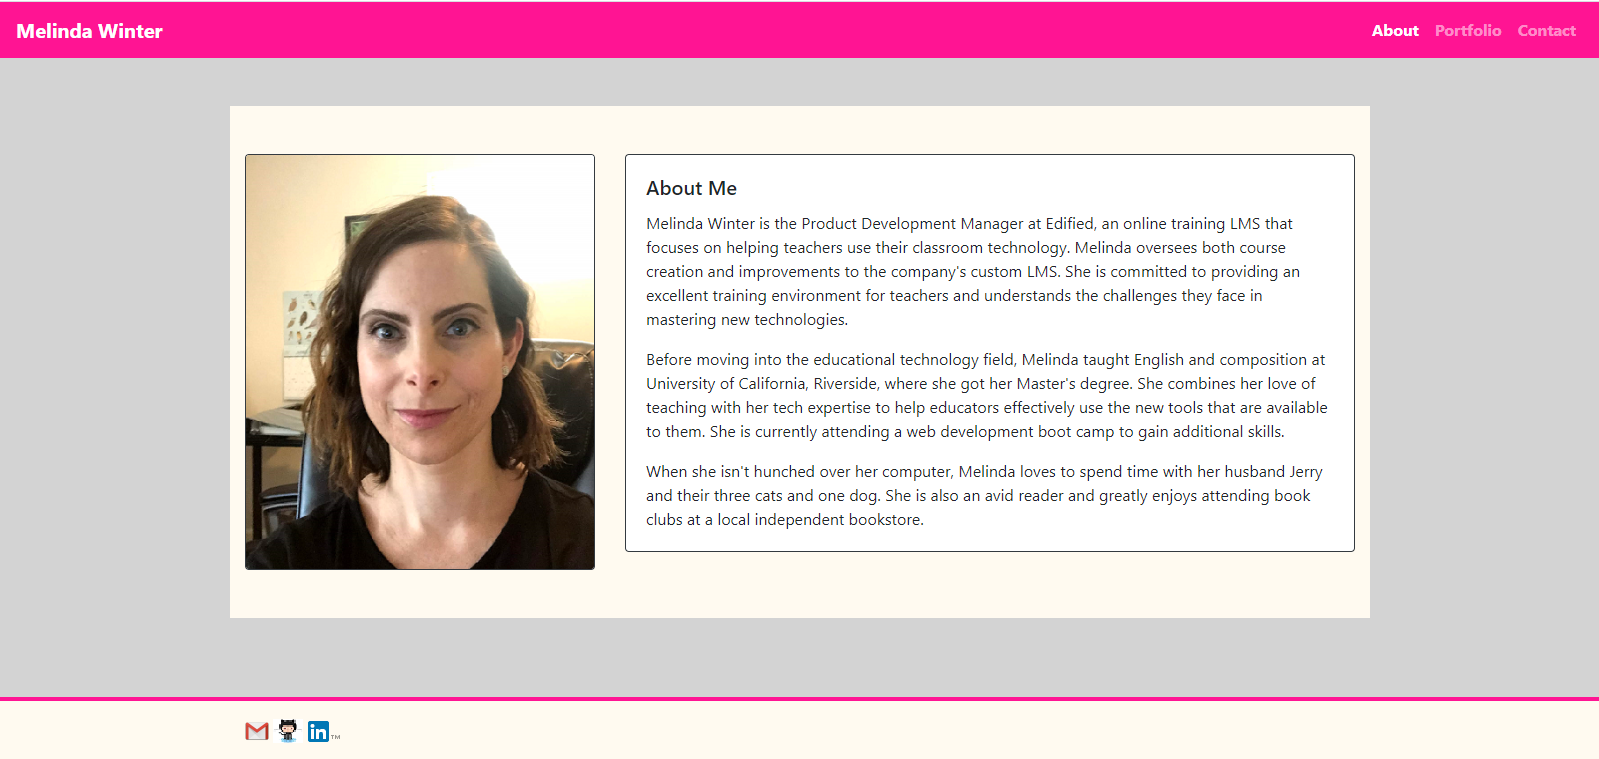 Melinda Winter
About Portfolio Contact
About Me
Melinda Winter is the Product Development Manager at Edified, an online training LMS that
focuses on helping teachers use their classroom technology. Melinda oversees both course
creation and improvements to the company's custom LMS. She is committed to providing an
excellent training environment for teachers and understands the challenges they face in
mastering new technologies.
Before moving into the educational technology field, Melinda taught English and composition at
University of California, Riverside, where she got her Master's degree. She combines her love of
teaching with her tech expertise to help educators effectively use the new tools that are available
to them. She is currently attending a web development boot camp to gain additional skills.
When she isn't hunched over her computer, Melinda loves to spend time with her husband Jerry
and their three cats and one dog. She is also an avid reader and greatly enjoys attending book
clubs at a local independent bookstore.
in™